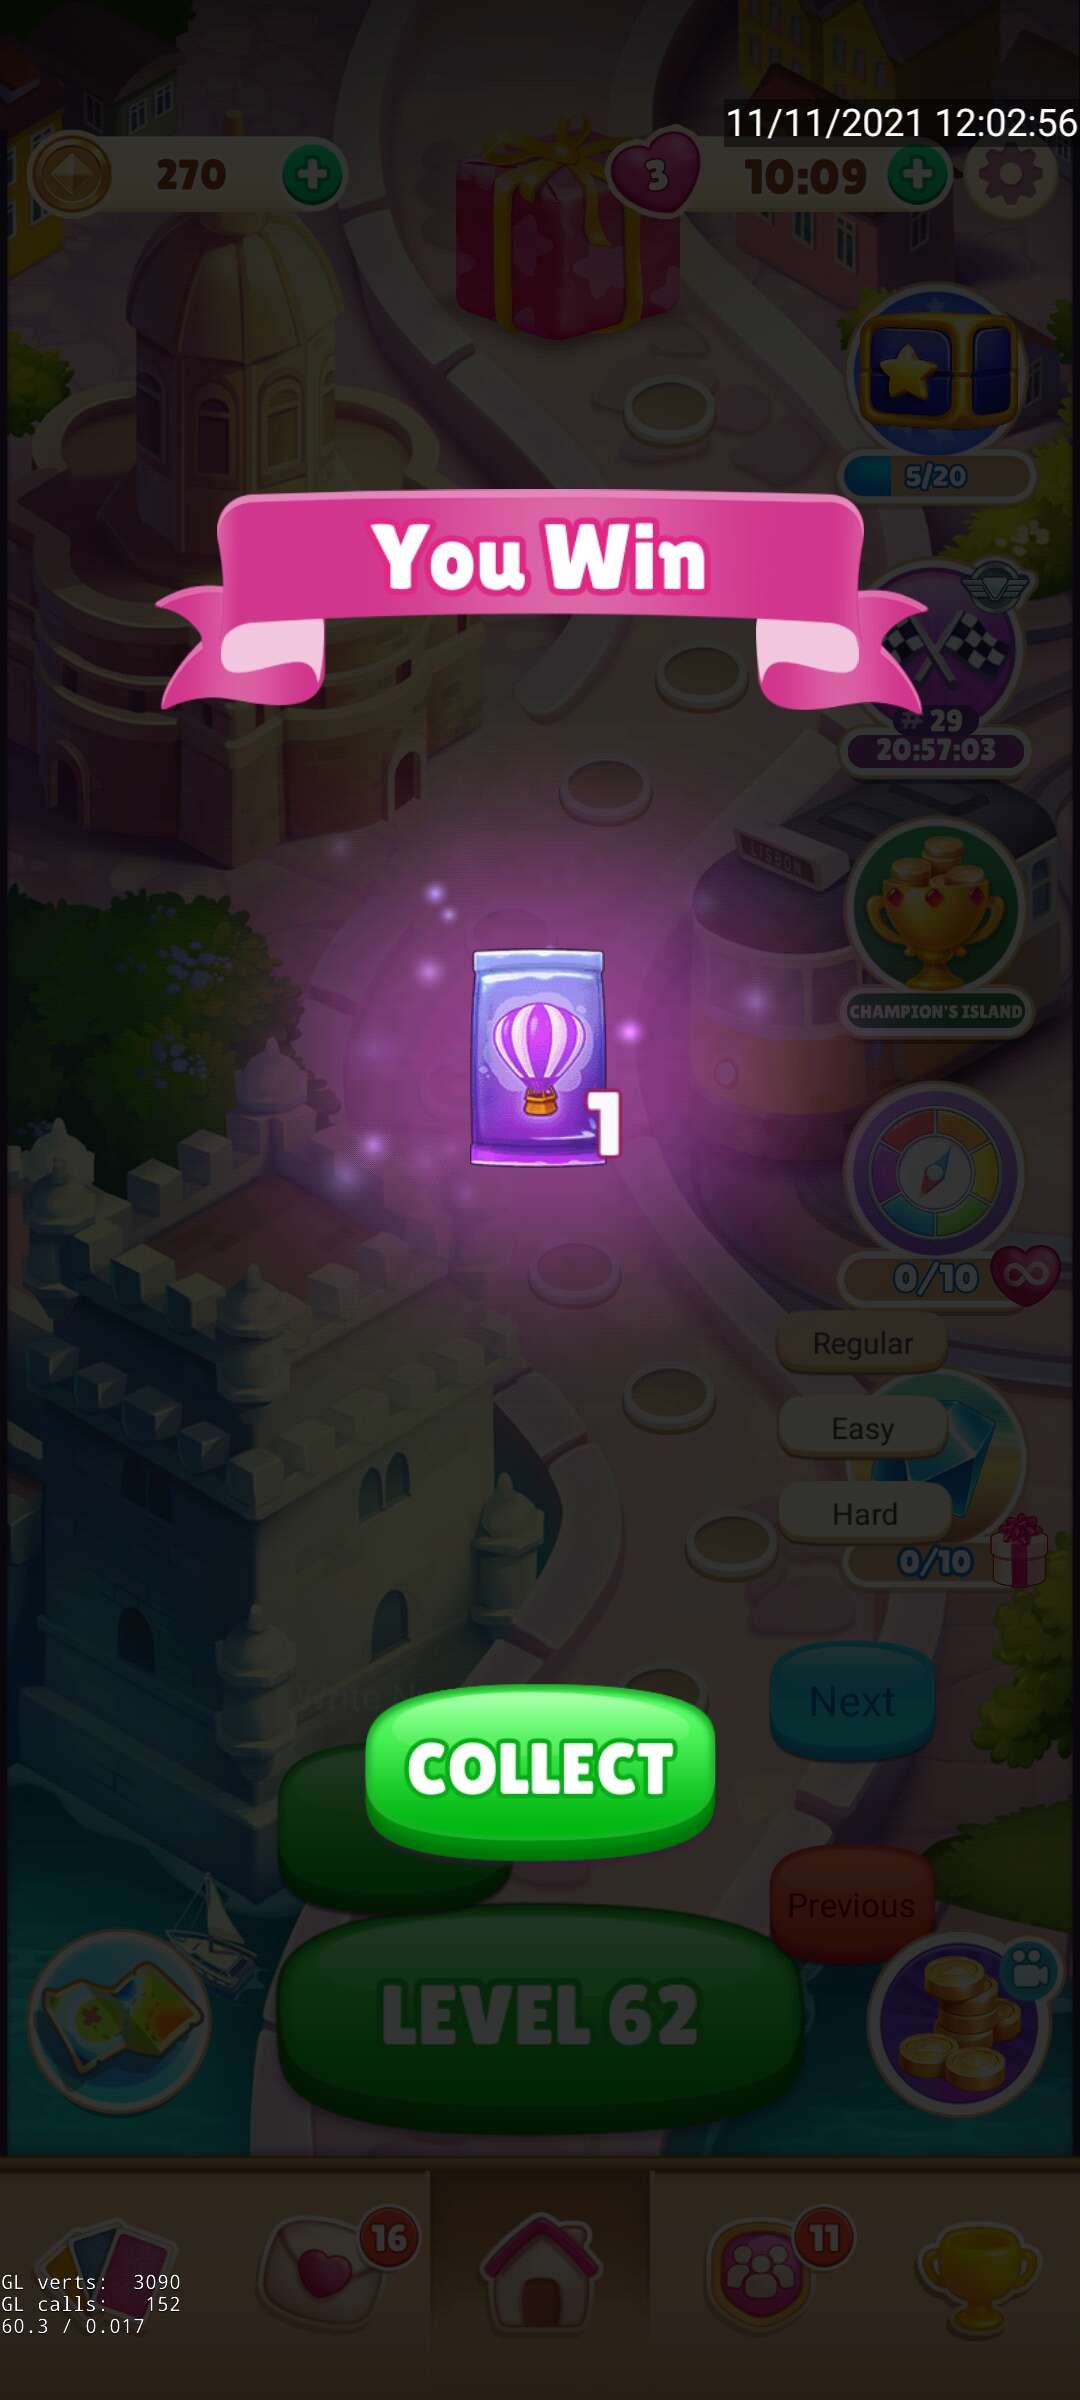 11/11/2021 12:02:56
270
3
10:09
5/20
You Win
# 29
20:57:03
LISBON
CHAMPION'S ISLAND
1
0/10
Regular
Easy
Hard
0/10
Next
COLLECT
Previous
LEVEL 62
16
11
GL verts: 3090
GL calls: 152
60.3 / 0.017